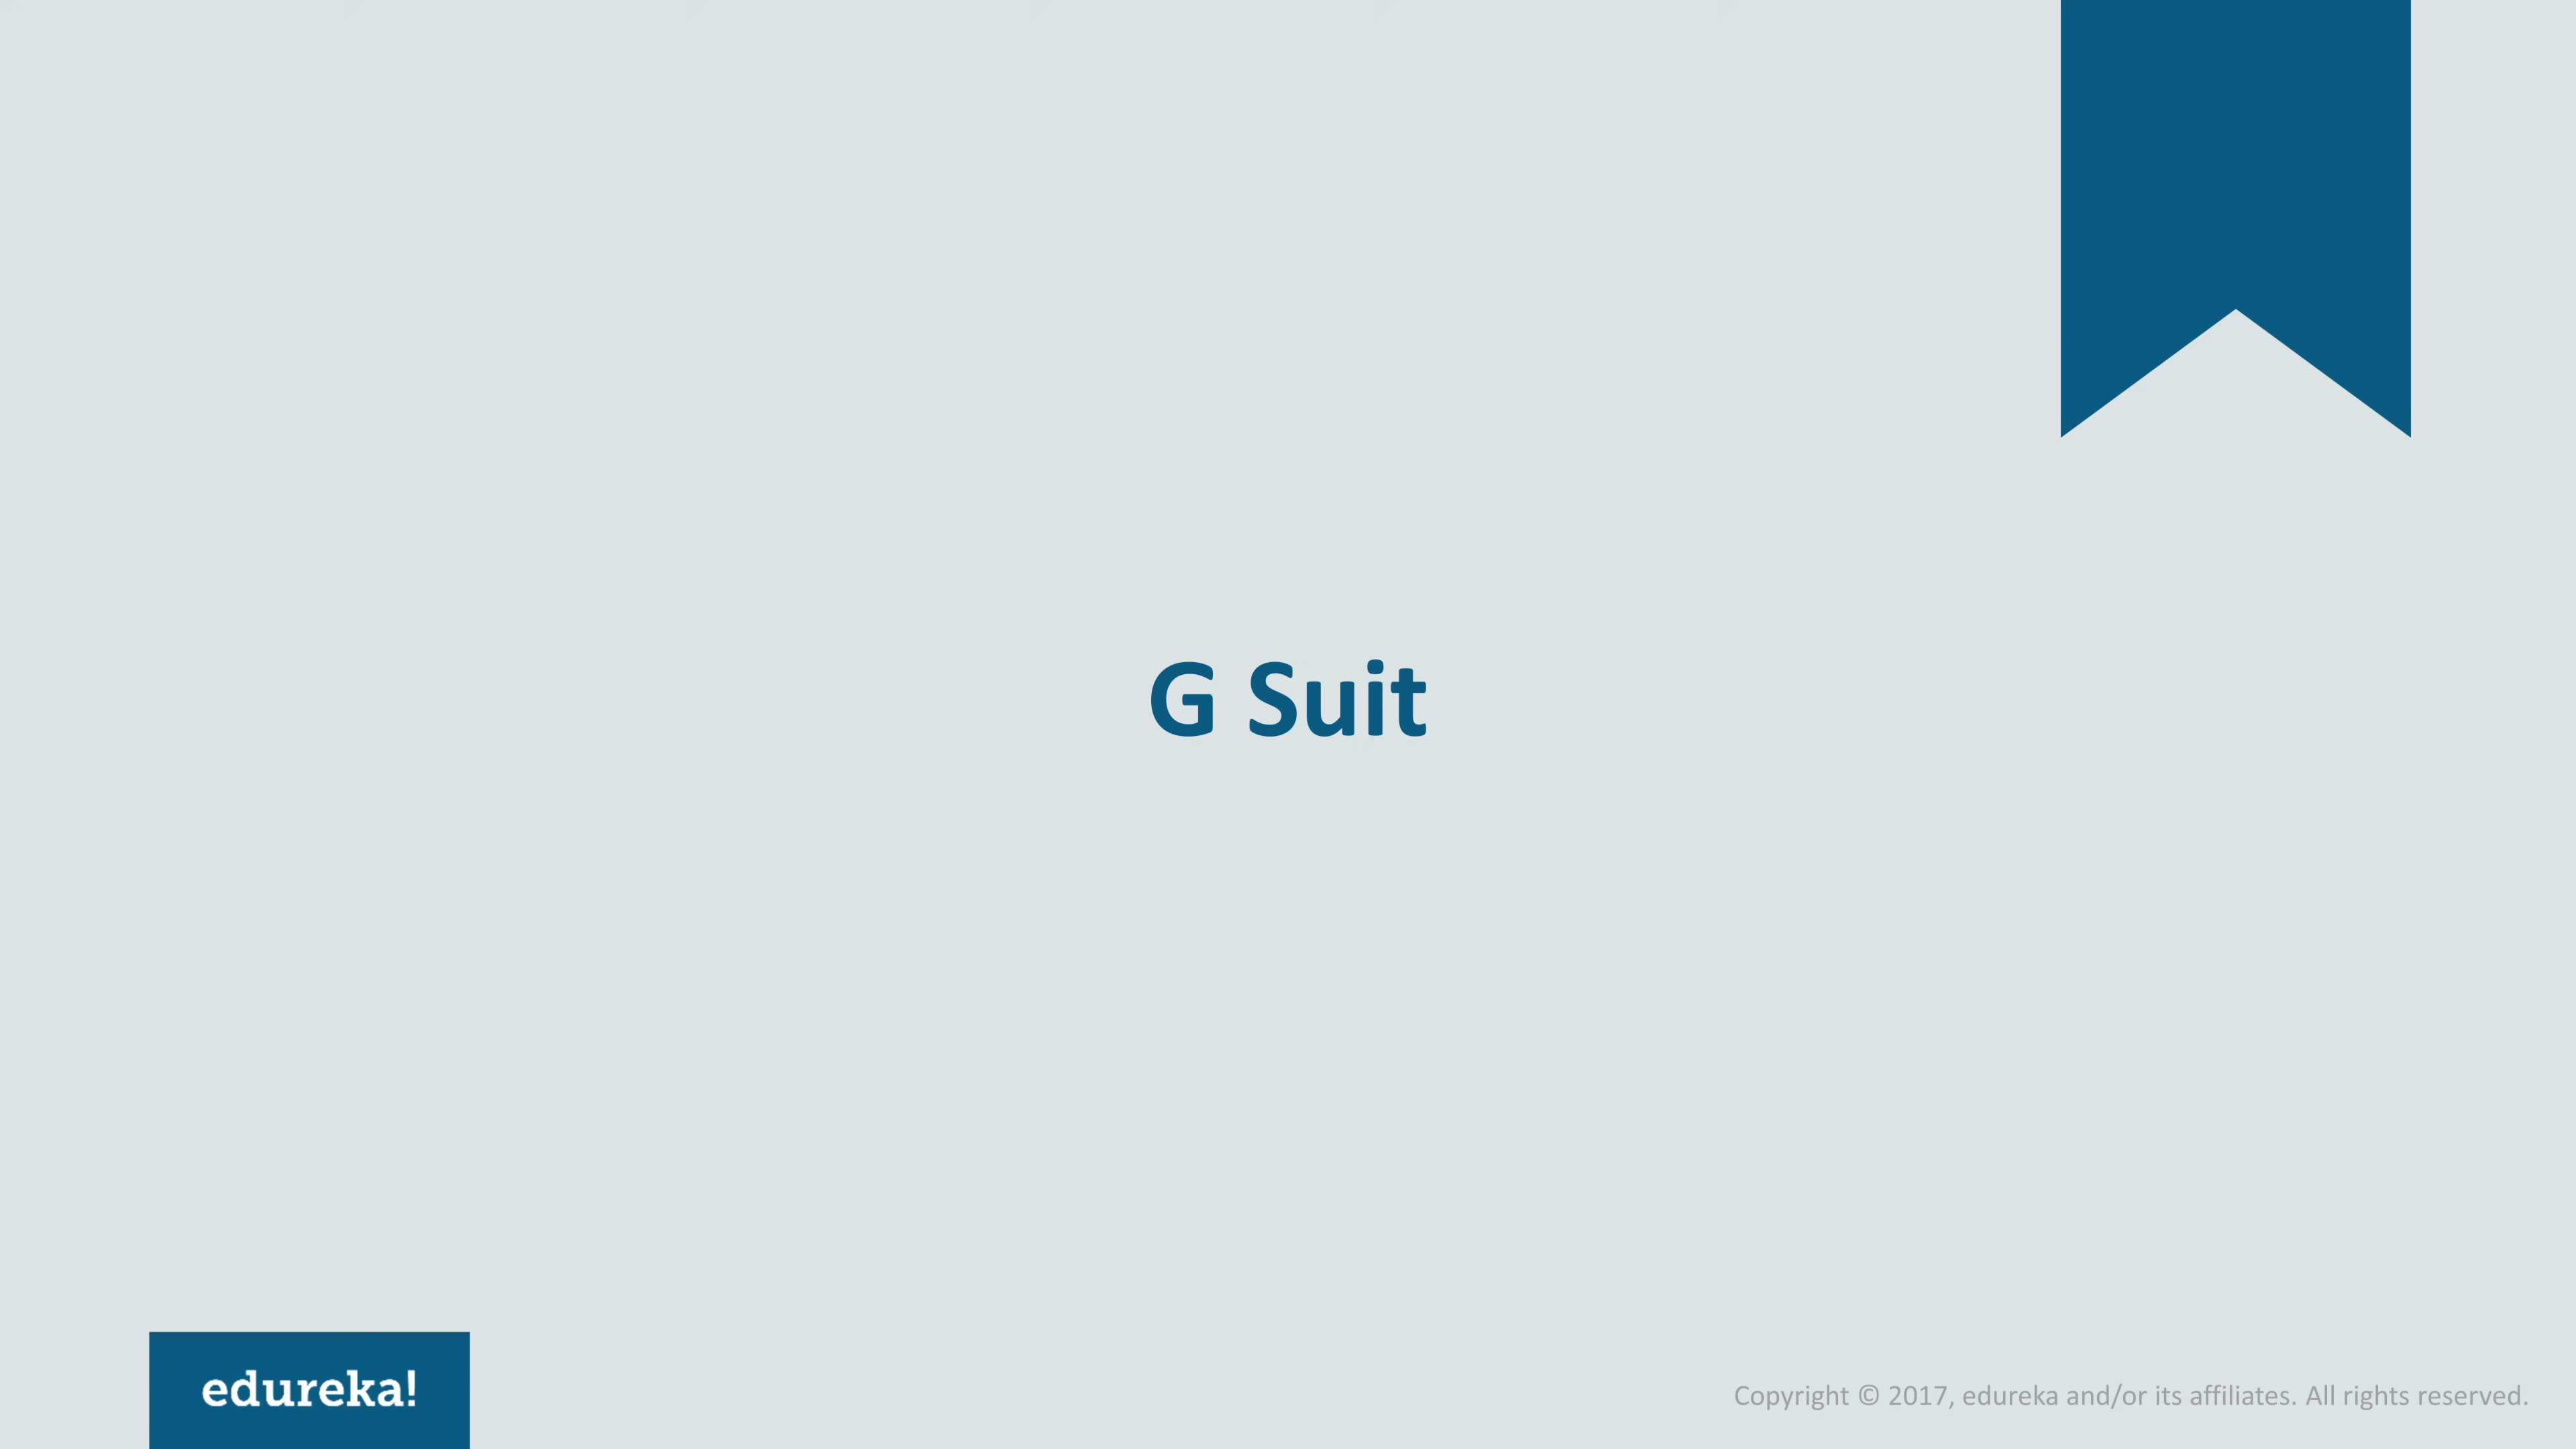 G Suit
edureka!
Copyright © 2017, edureka and/or its affiliates. All rights reserved.